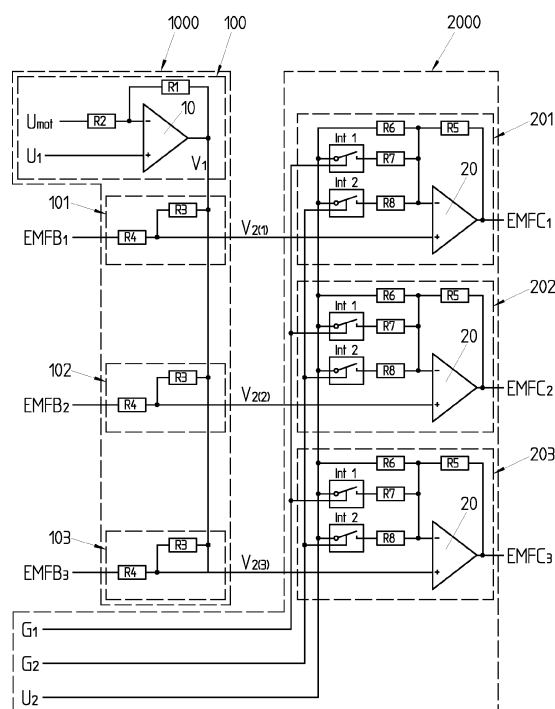 1000 100 2000
R1
Umot R2 - 10
U1 + V1
R6 R5 201
Int 1
R7
101 Int 2
R3 R8 - 20
EMFB1 R4 V2(1) + EMFC1
R6 R5 202
Int 1
R7
102 Int 2
R3 R8 - 20
EMFB2 R4 V2(2) + EMFC2
R6 R5 203
Int 1
R7
103 Int 2
R3 R8 - 20
EMFB3 R4 V2(3) + EMFC3
G1
G2
U2